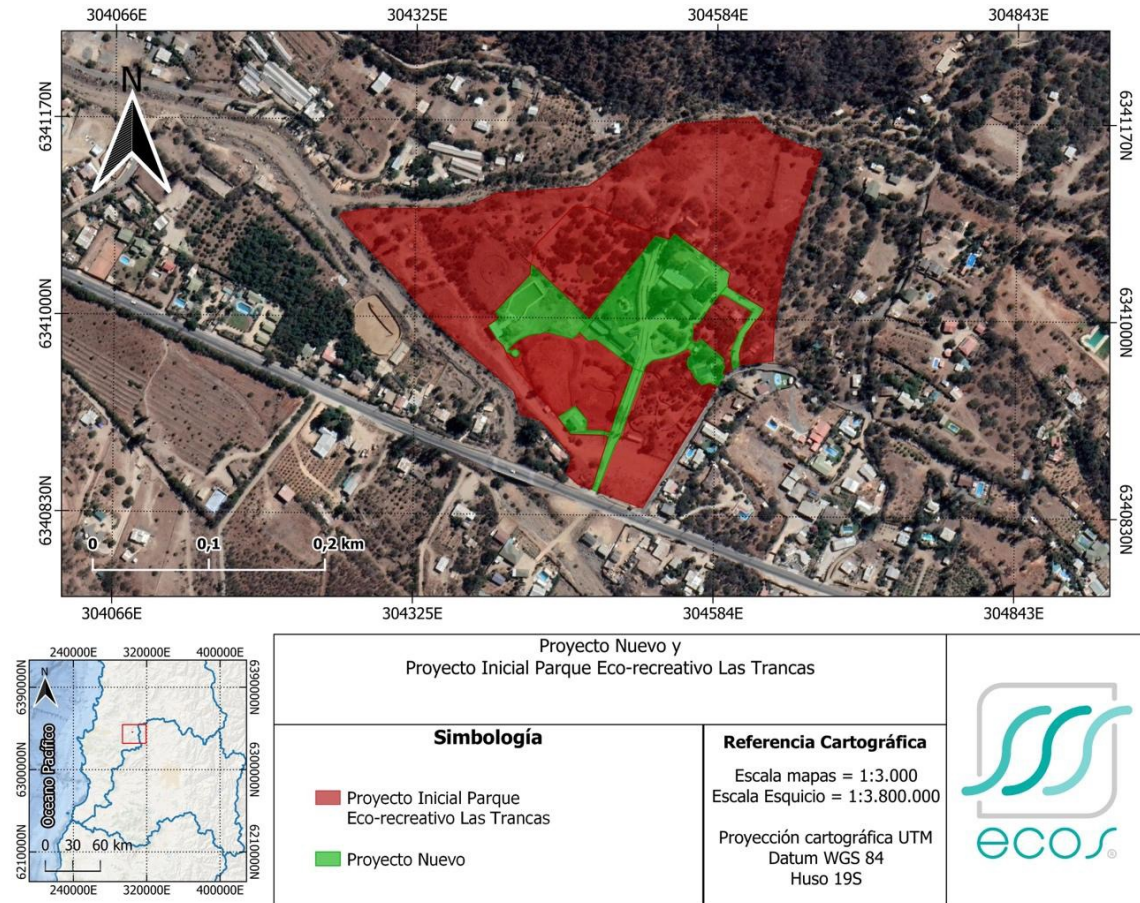 304066E
304325E
304584E
304843E
6341170N
6341170N
N
6341000N
6341000N
6340830N
6340830N
0
0,1
0,2 km
304066E
304325E
304584E
304843E
240000E
320000E
400000E
N
6390000N
6300000N
6210000N
6390000N
6300000N
6210000N
Oceano Pacífico
0 30 60 km
240000E
320000E
400000E
Proyecto Nuevo y
Proyecto Inicial Parque Eco-recreativo Las Trancas
Simbología
Proyecto Inicial Parque
Eco-recreativo Las Trancas
Proyecto Nuevo
Referencia Cartográfica
Escala mapas = 1:3.000
Escala Esquicio = 1:3.800.000
Proyección cartográfica UTM
Datum WGS 84
Huso 19S
ecos®